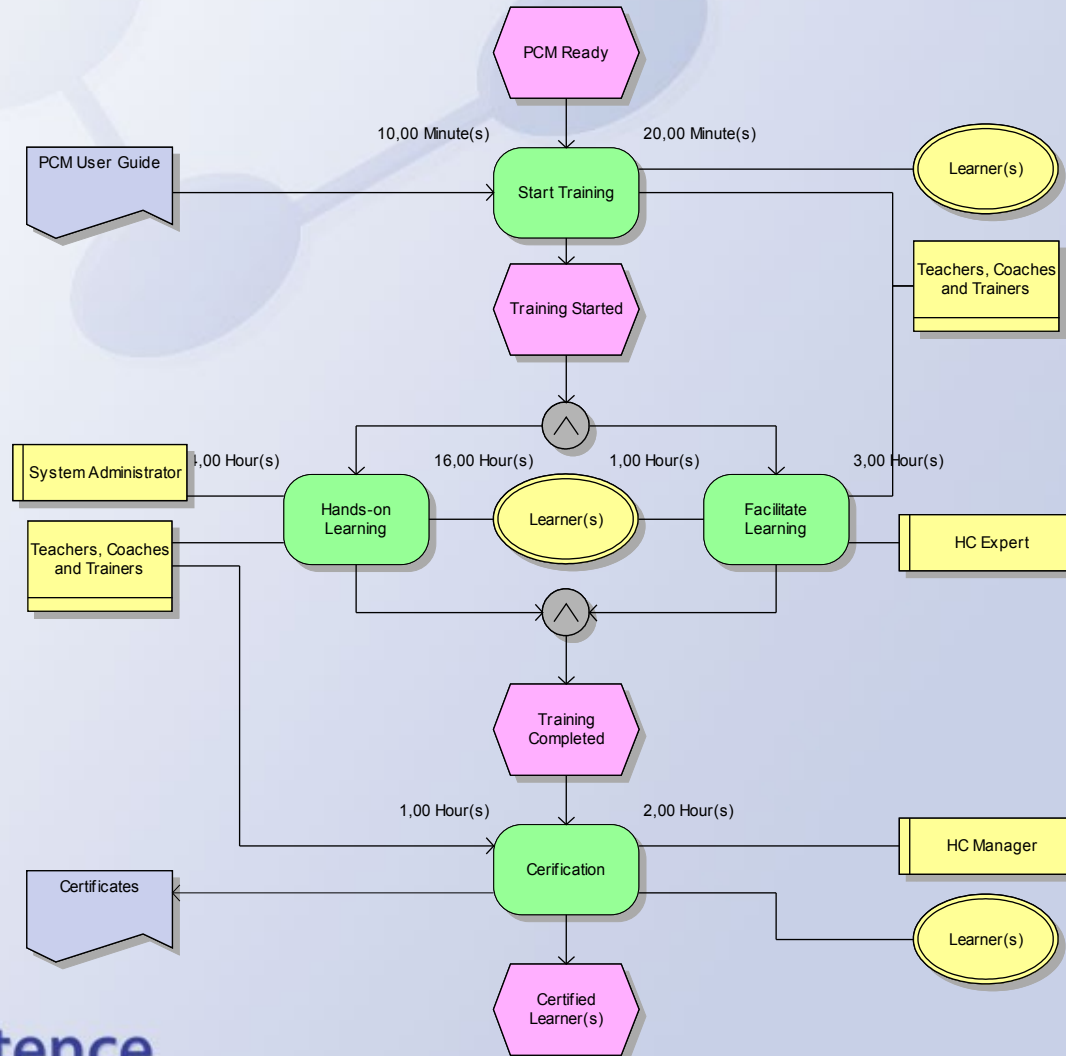 PCM Ready
10,00 Minute(s)
20,00 Minute(s)
PCM User Guide
Learner(s)
Start Training
Teachers, Coaches
and Trainers
Training Started
System Administrator
4,00 Hour(s)
16,00 Hour(s)
1,00 Hour(s)
3,00 Hour(s)
Hands-on
Learning
Learner(s)
Facilitate
Learning
HC Expert
Teachers, Coaches
and Trainers
Training
Completed
1,00 Hour(s)
2,00 Hour(s)
HC Manager
Cerification
Certificates
Learner(s)
Certified
Learner(s)
tence